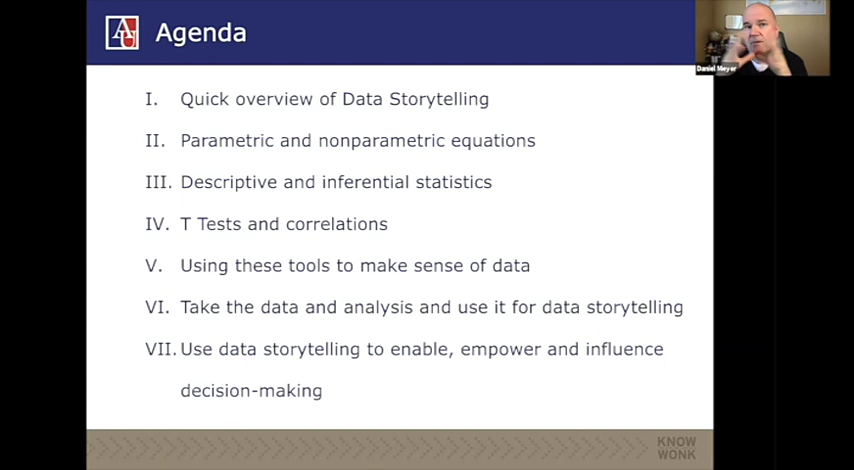 AU
Agenda
Daniel Meyer
I. Quick overview of Data Storytelling
II. Parametric and nonparametric equations
III. Descriptive and inferential statistics
IV. T Tests and correlations
V. Using these tools to make sense of data
VI. Take the data and analysis and use it for data storytelling
VII. Use data storytelling to enable, empower and influence
decision-making
KNOW
WONK